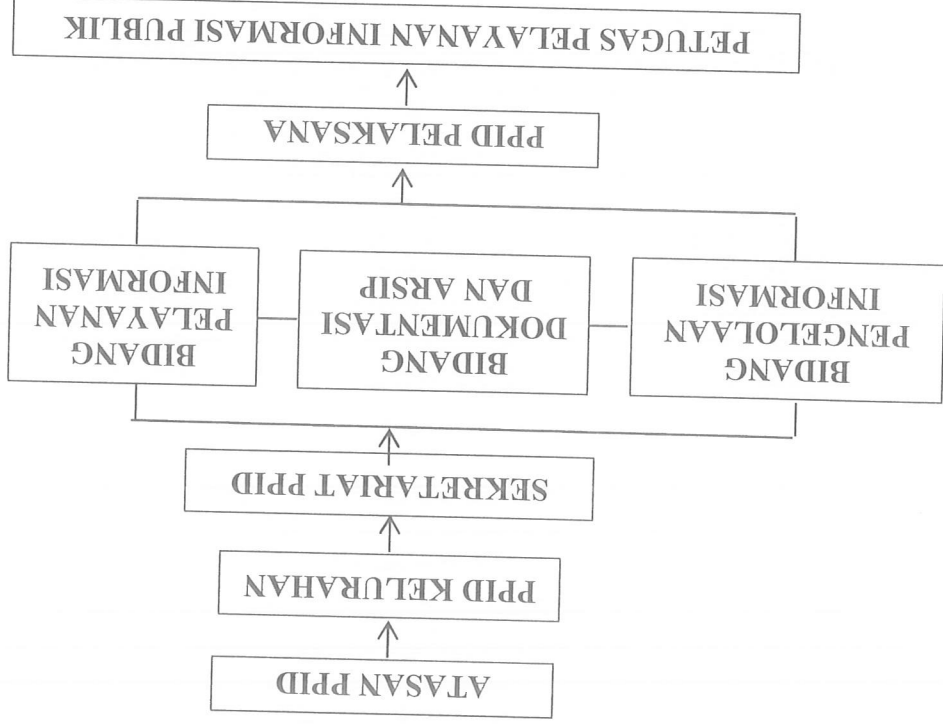 ATASAN PPID
PPID KELURAHAN
SEKRETARIAT PPID
BIDANG
PENGELOLAAN
INFORMASI
BIDANG
DOKUMENTASI
DAN ARSIP
BIDANG
PELAYANAN
INFORMASI
PPID PELAKSANA
PETUGAS PELAYANAN INFORMASI PUBLIK